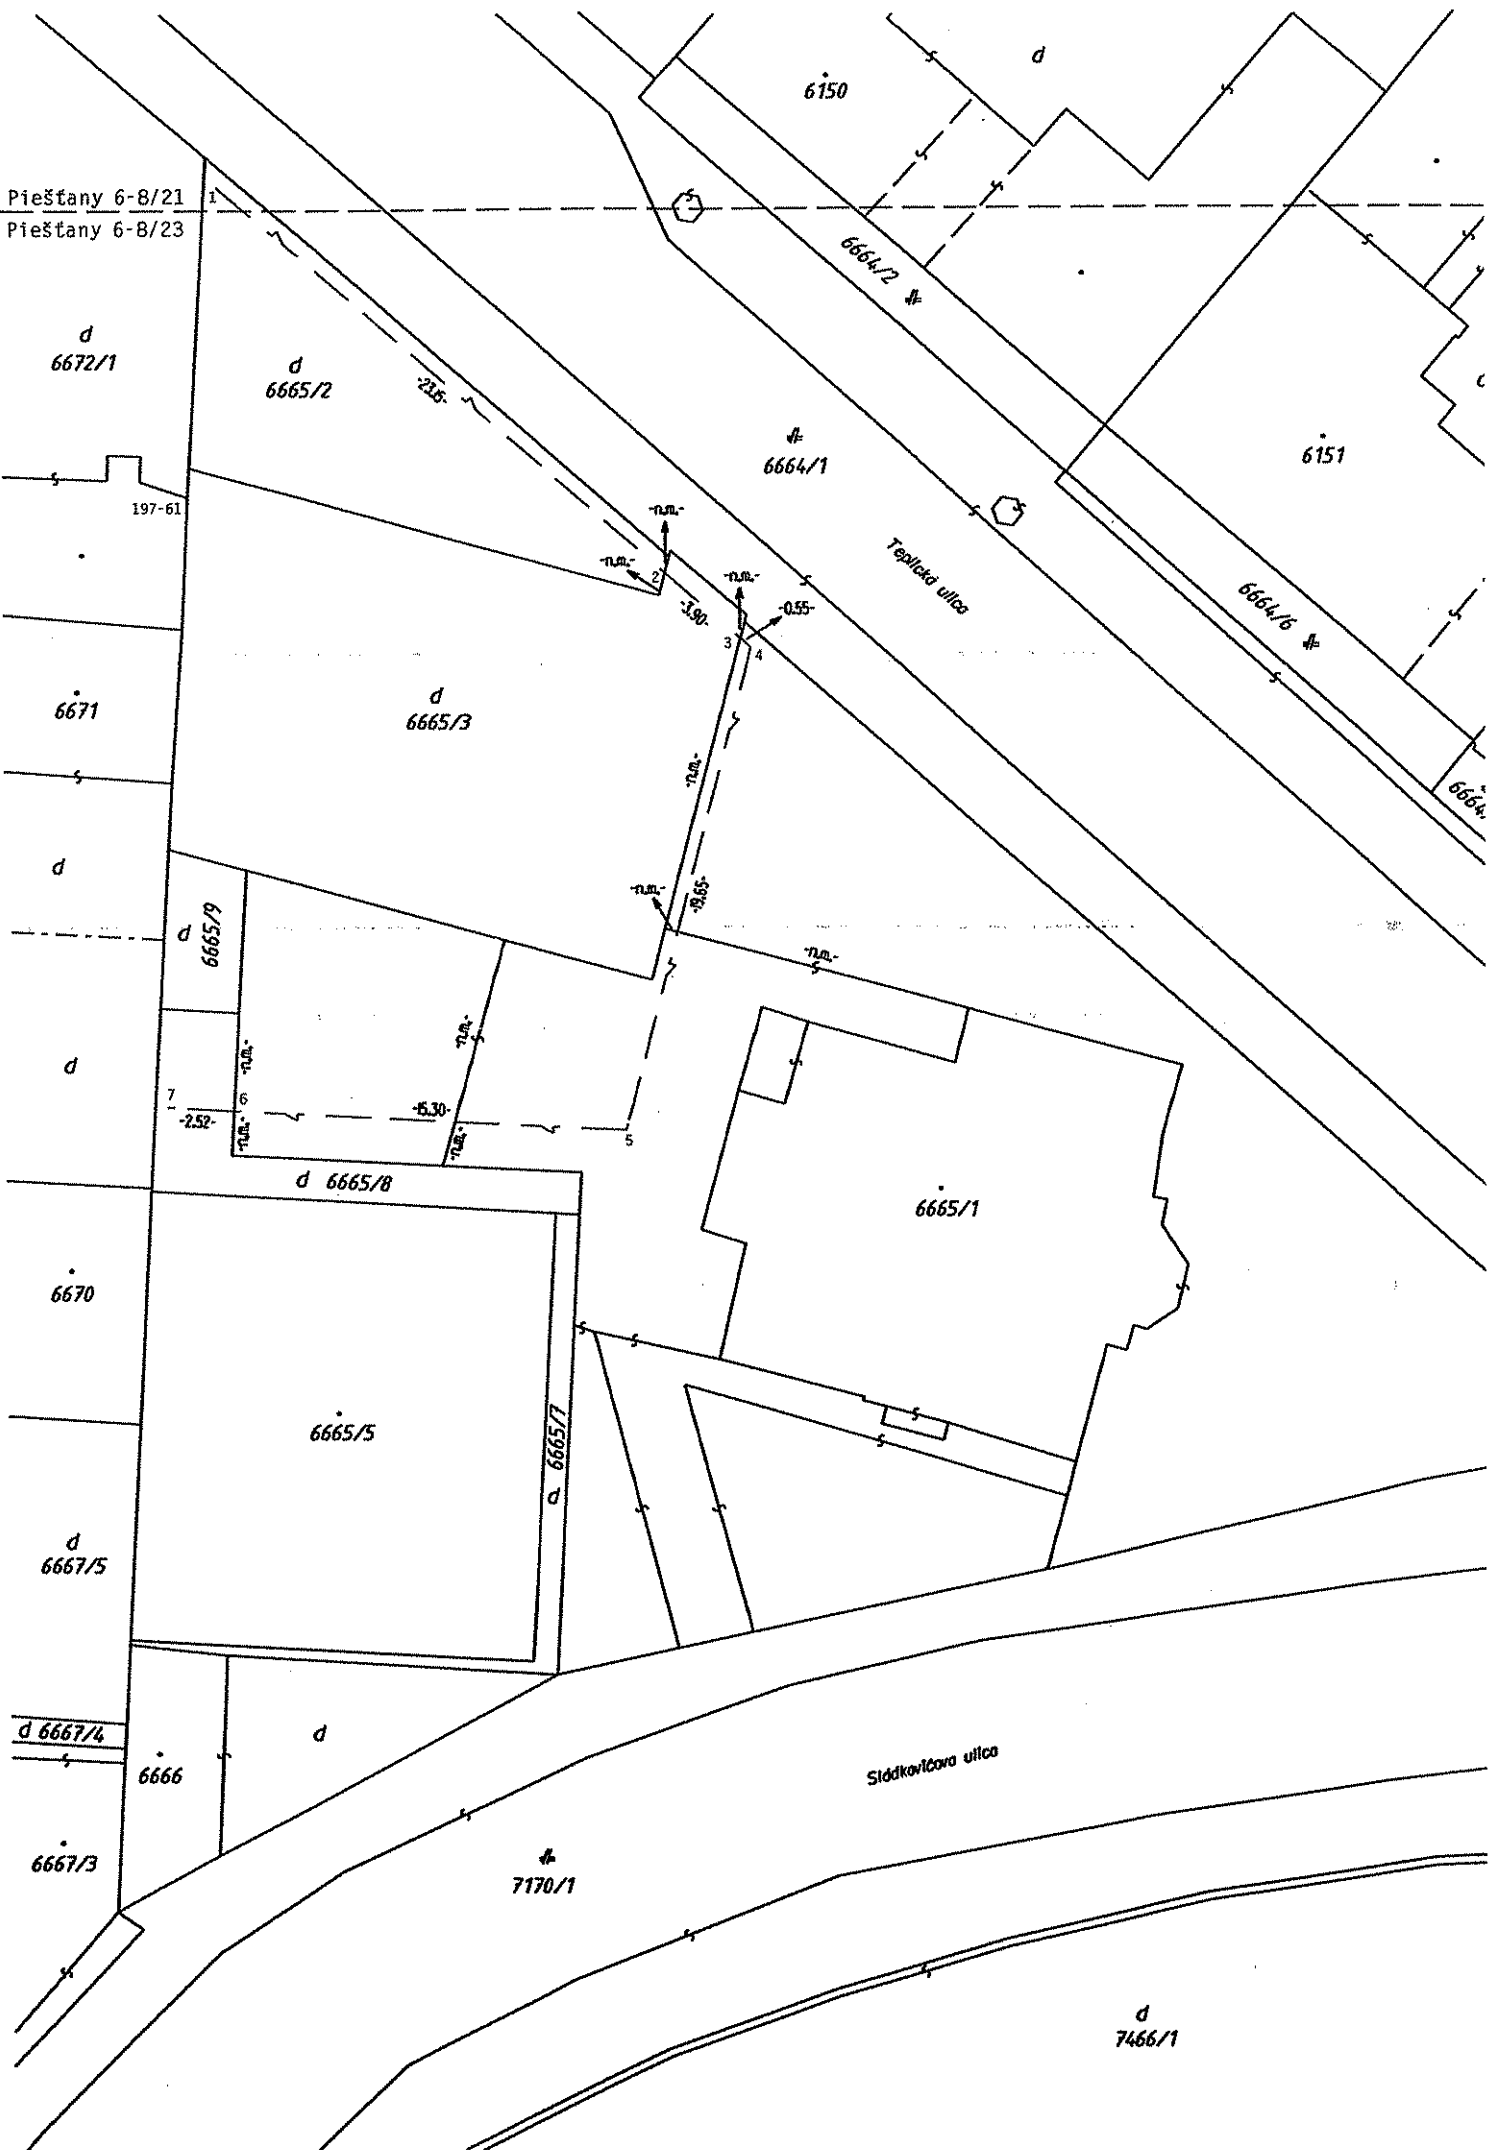 d
6150
Piešťany 6-8/21
1
Piešťany 6-8/23
6664/2
d
6672/1
d
6665/2
-23.15-
6664/1
6151
197-61
-n.m.-
-n.m.-
2
-n.m.-
-3.90-
-0.55-
3
4
Teplická ulica
6664/6
6671
d
6665/3
-n.m.-
6664
d
-n.m.-
-19.65-
d
6665/9
-n.m.-
-n.m.-
-n.m.-
d
7
-2.52-
6
-15.30-
5
-n.m.-
-n.m.-
d 6665/8
6665/1
6670
6665/5
d 6665/7
d
6667/5
d 6667/4
d
6666
Sládkovičova ulica
6667/3
7170/1
d
7466/1